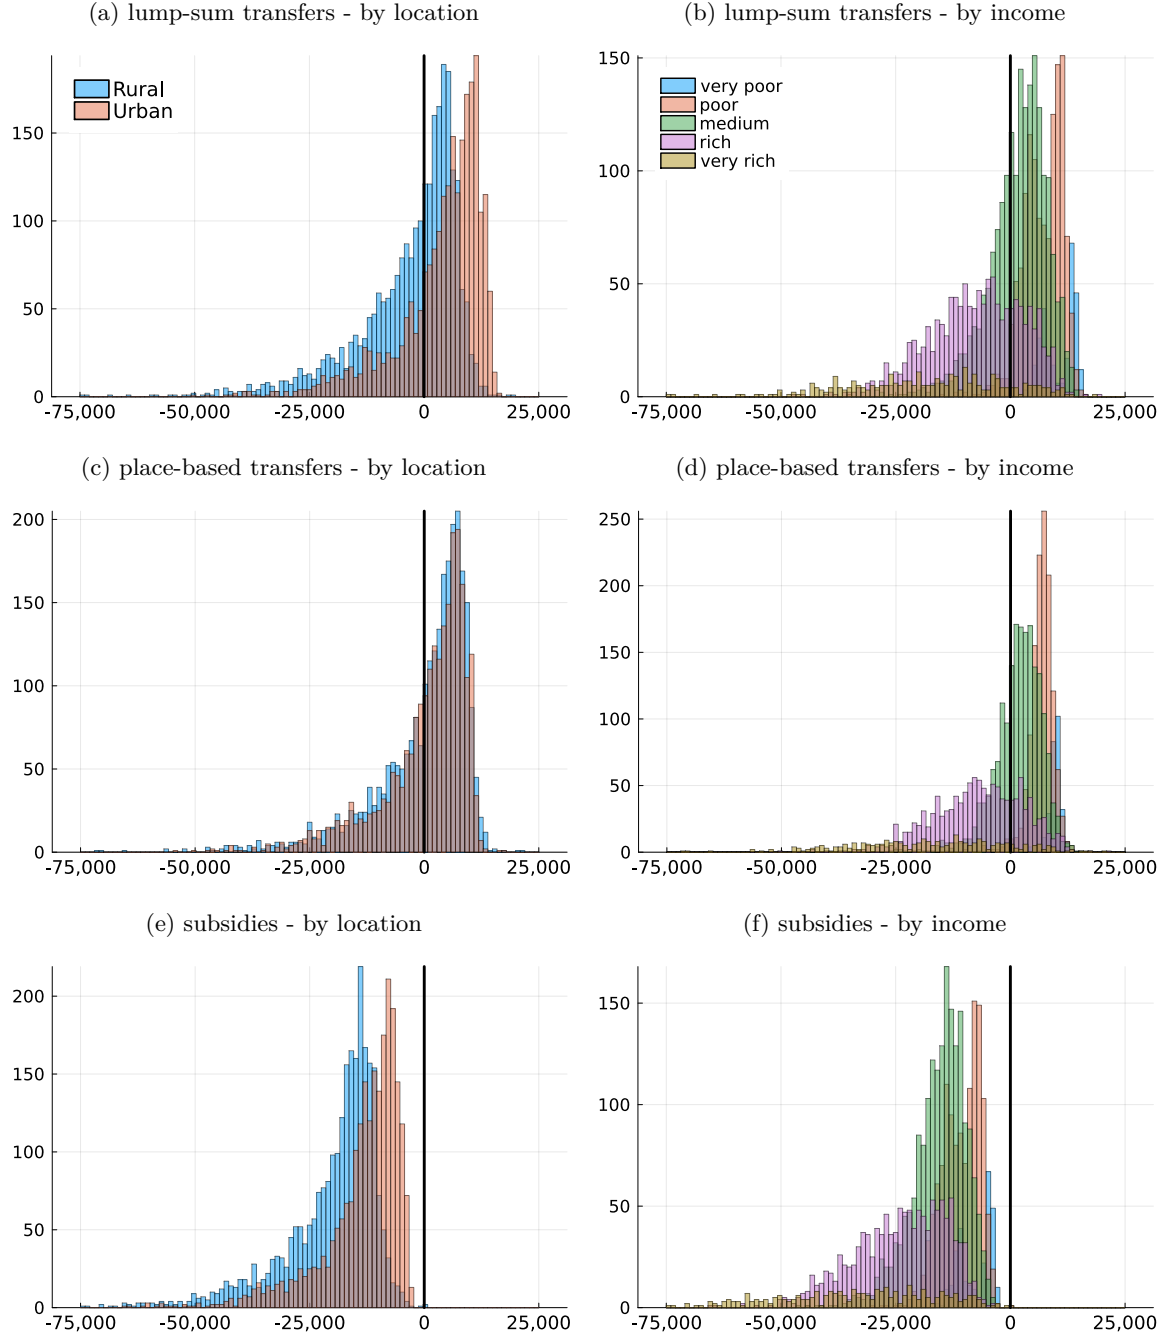 (a) lump-sum transfers - by location
(b) lump-sum transfers - by income
Rural
Urban
150
100
50
0
-75,000 -50,000 -25,000 0 25,000
very poor
poor
medium
rich
very rich
150
100
50
0
-75,000 -50,000 -25,000 0 25,000
(c) place-based transfers - by location
(d) place-based transfers - by income
200
150
100
50
0
-75,000 -50,000 -25,000 0 25,000
250
200
150
100
50
0
-75,000 -50,000 -25,000 0 25,000
(e) subsidies - by location
(f) subsidies - by income
200
150
100
50
0
-75,000 -50,000 -25,000 0 25,000
150
100
50
0
-75,000 -50,000 -25,000 0 25,000